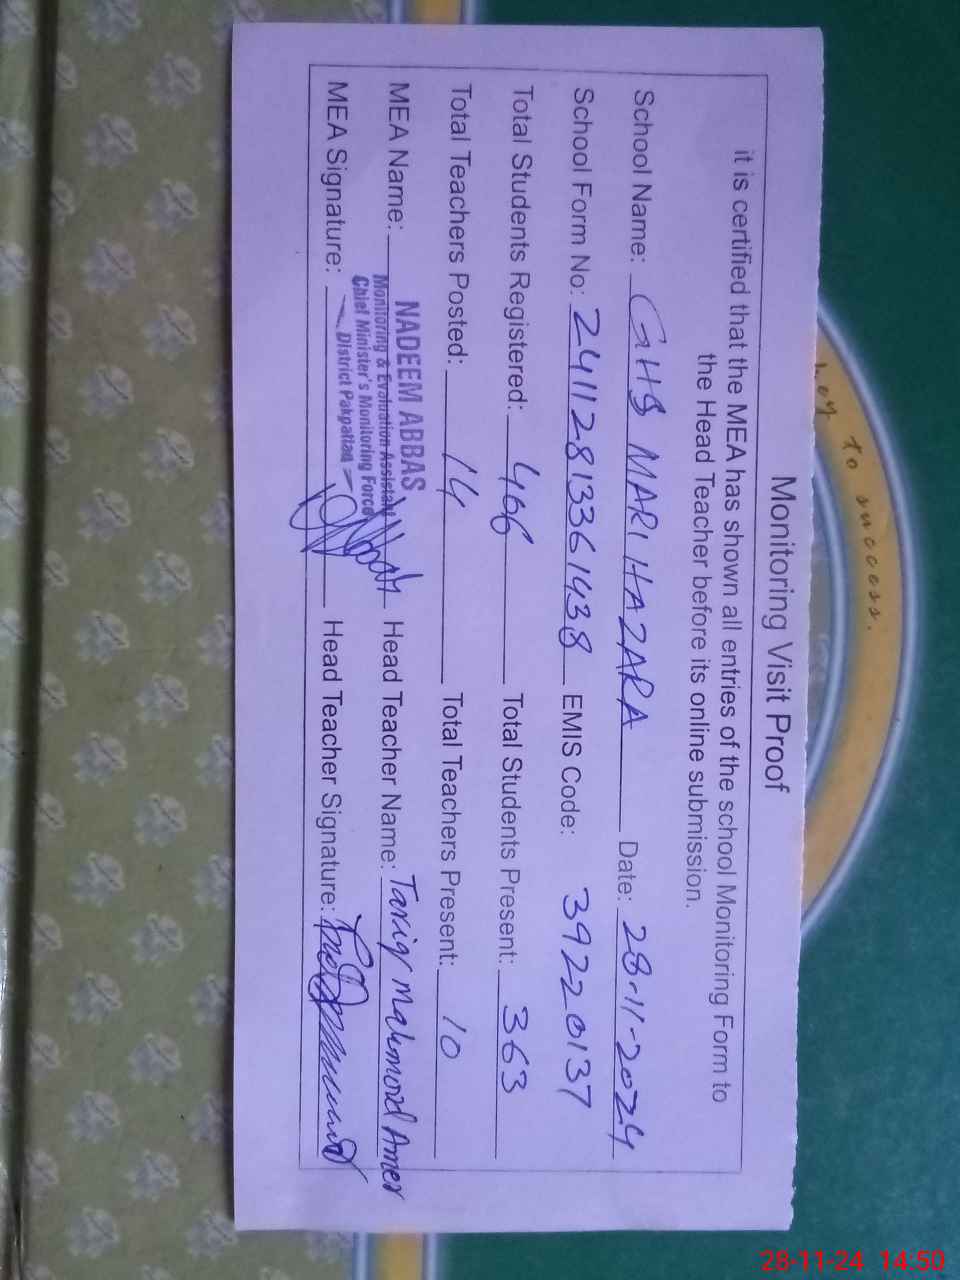 key to success.
Monitoring Visit Proof
it is certified that the MEA has shown all entries of the school Monitoring Form to
the Head Teacher before its online submission.
School Name: GHS MARI HAZARA Date: 28-11-2024
School Form No: 24112813361438 EMIS Code: 39220137
Total Students Registered: 466 Total Students Present: 363
Total Teachers Posted: 14 Total Teachers Present: 10
MEA Name: Head Teacher Name: Tariq Mahmood Amer
NADEEM ABBAS
Monitoring & Evaluation Assistant
Chief Minister's Monitoring Force
District Pakpattan
MEA Signature: Head Teacher Signature:
28-11-24 14:50